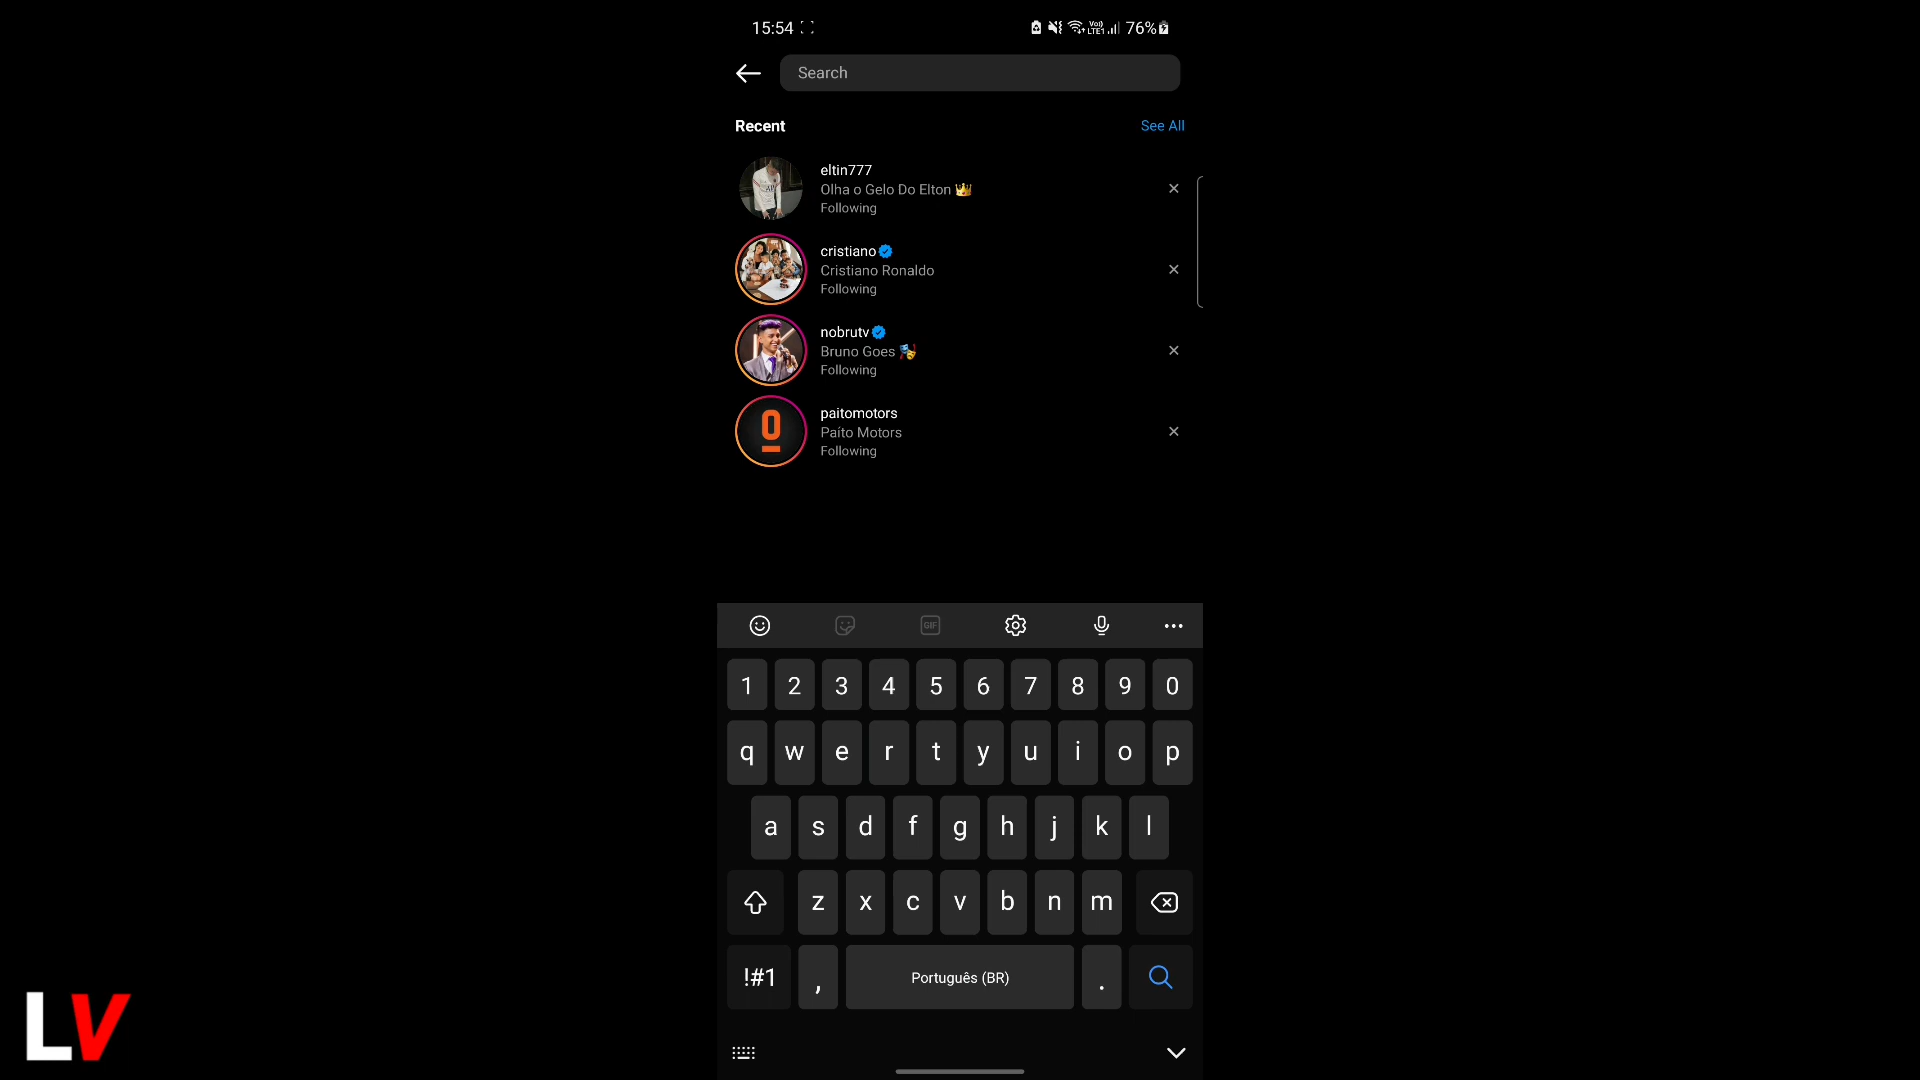 15:54 76%
Search
Recent See All
eltin777
Olha o Gelo Do Elton 👑
Following
cristiano
Cristiano Ronaldo
Following
nobrutv
Bruno Goes 🎭
Following
paitomotors
Paíto Motors
Following
GIF
1 2 3 4 5 6 7 8 9 0
q w e r t y u i o p
a s d f g h j k l
z x c v b n m
!#1 , Português (BR) .
LV